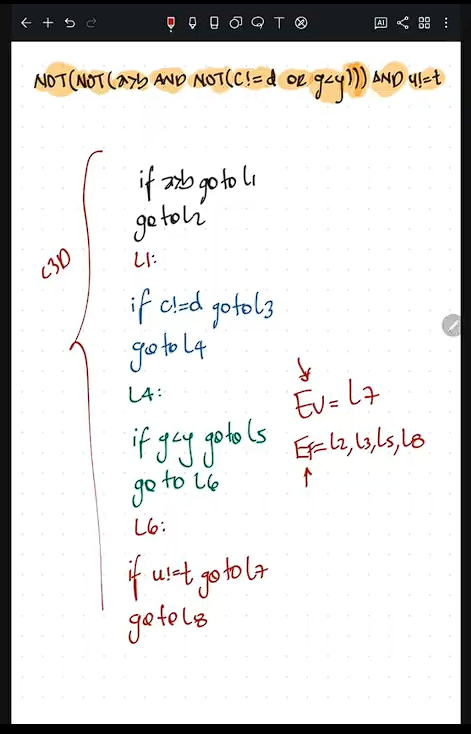 NOT(NOT(a>b AND NOT(c!=d OR g<y))) AND u!=t
if a>b goto L1
goto L2
L1:
C3D
if c!=d goto L3
goto L4
L4:
EV = L7
if g<y goto L5
EF = L2, L3, L5, L8
goto L6
L6:
if u!=t goto L7
goto L8
AI
T